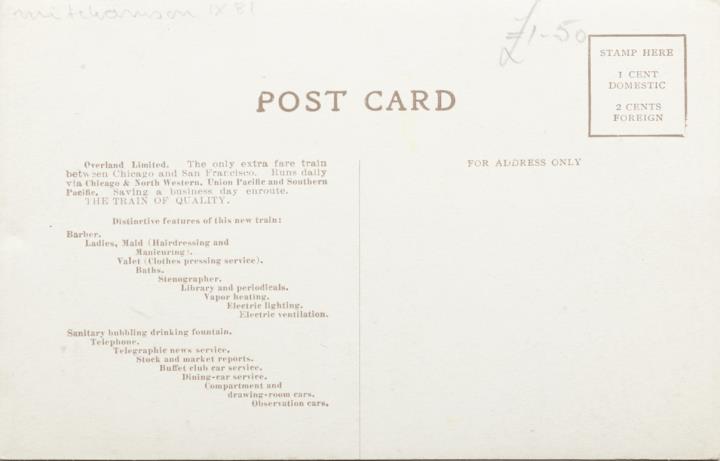 IX 81
£1-50
POST CARD
STAMP HERE
1 CENT
DOMESTIC
2 CENTS
FOREIGN
Overland Limited. The only extra fare train
between Chicago and San Francisco. Runs daily
via Chicago & North Western, Union Pacific and Southern
Pacific. Saving a business day enroute.
THE TRAIN OF QUALITY.
Distinctive features of this new train:
Barber.
Ladies, Maid (Hairdressing and
Manicuring).
Valet (Clothes pressing service).
Baths.
Stenographer.
Library and periodicals.
Vapor heating.
Electric lighting.
Electric ventilation.
Sanitary bubbling drinking fountain.
Telephone.
Telegraphic news service.
Stock and market reports.
Buffet club car service.
Dining-car service.
Compartment and
drawing-room cars.
Observation cars.
FOR ADDRESS ONLY